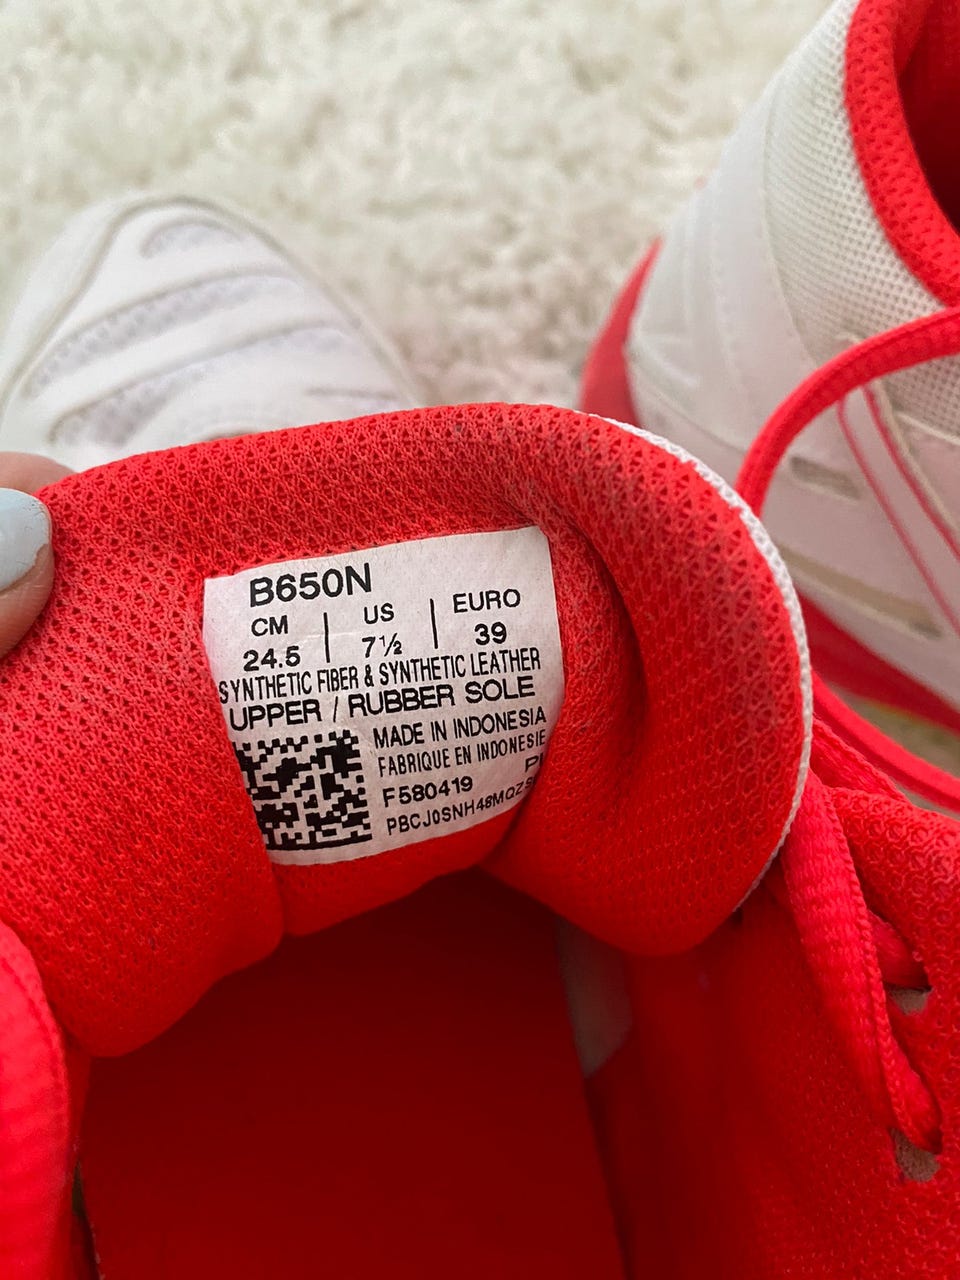 B650N
CM | US | EURO
24.5 | 7½ | 39
SYNTHETIC FIBER & SYNTHETIC LEATHER
UPPER / RUBBER SOLE
MADE IN INDONESIA
FABRIQUE EN INDONESIE
F580419